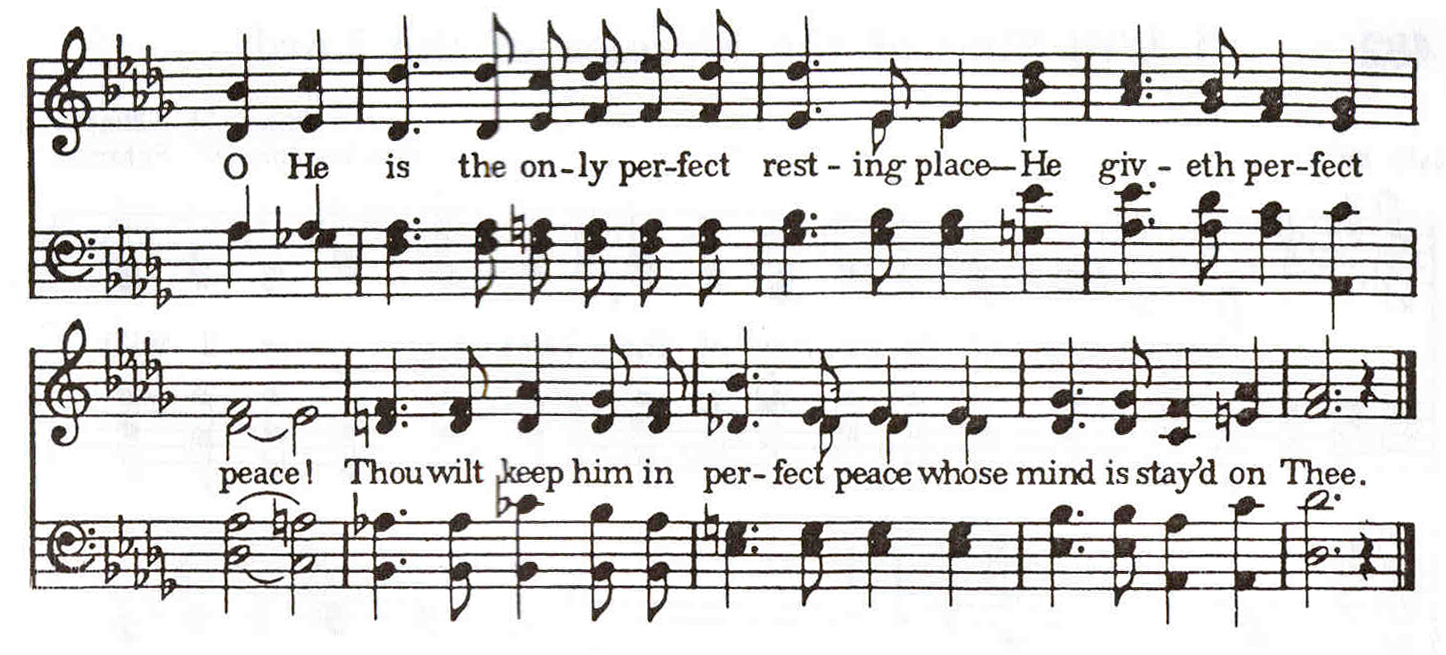 O He is the on-ly per-fect rest - ing place—He giv - eth per-fect
peace! Thou wilt keep him in per-fect peace whose mind is stay'd on Thee.